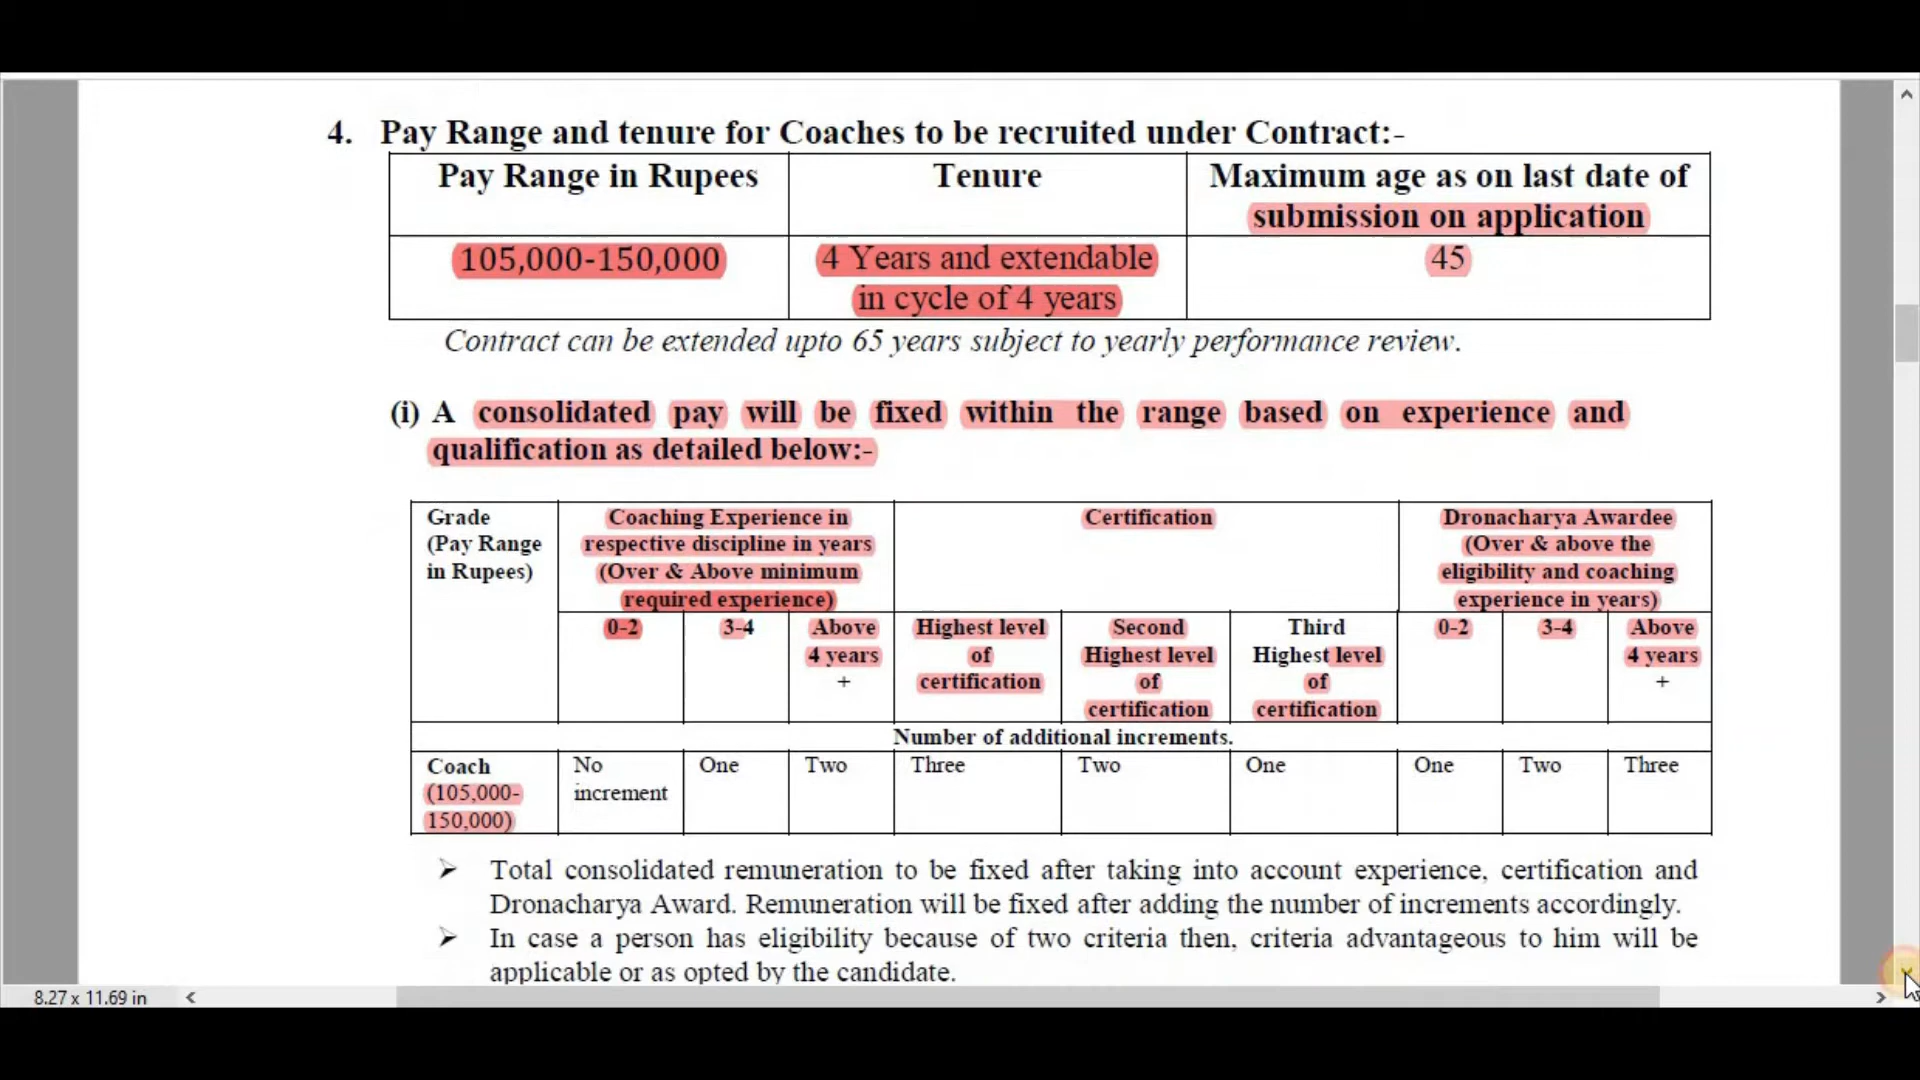 4. Pay Range and tenure for Coaches to be recruited under Contract:-
Pay Range in Rupees
Tenure
Maximum age as on last date of
submission on application
105,000-150,000
4 Years and extendable
in cycle of 4 years
45
Contract can be extended upto 65 years subject to yearly performance review.
(i) A consolidated pay will be fixed within the range based on experience and
qualification as detailed below:-
Grade
(Pay Range
in Rupees)
Coaching Experience in
respective discipline in years
(Over & Above minimum
required experience)
Certification
Dronacharya Awardee
(Over & above the
eligibility and coaching
experience in years)
0-2
3-4
Above
4 years
+
Highest level
of
certification
Second
Highest level
of
certification
Third
Highest level
of
certification
0-2
3-4
Above
4 years
+
Number of additional increments.
Coach
(105,000-
150,000)
No
increment
One
Two
Three
Two
One
One
Two
Three
➢ Total consolidated remuneration to be fixed after taking into account experience, certification and
Dronacharya Award. Remuneration will be fixed after adding the number of increments accordingly.
➢ In case a person has eligibility because of two criteria then, criteria advantageous to him will be
applicable or as opted by the candidate.
8.27 x 11.69 in